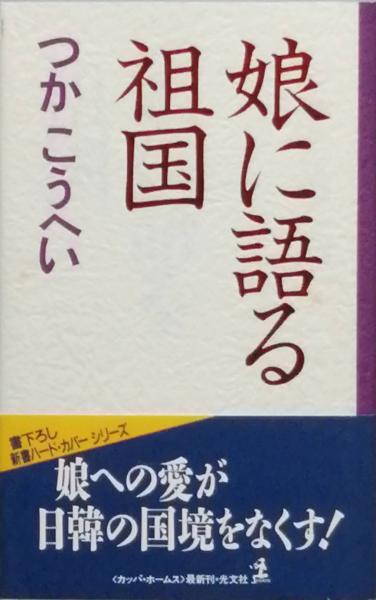 娘に語る
祖国
つかこうへい
書下ろし
新書ハード・カバーシリーズ
娘への愛が
日韓の国境をなくす!
〈カッパ・ホームス〉最新刊・光文社